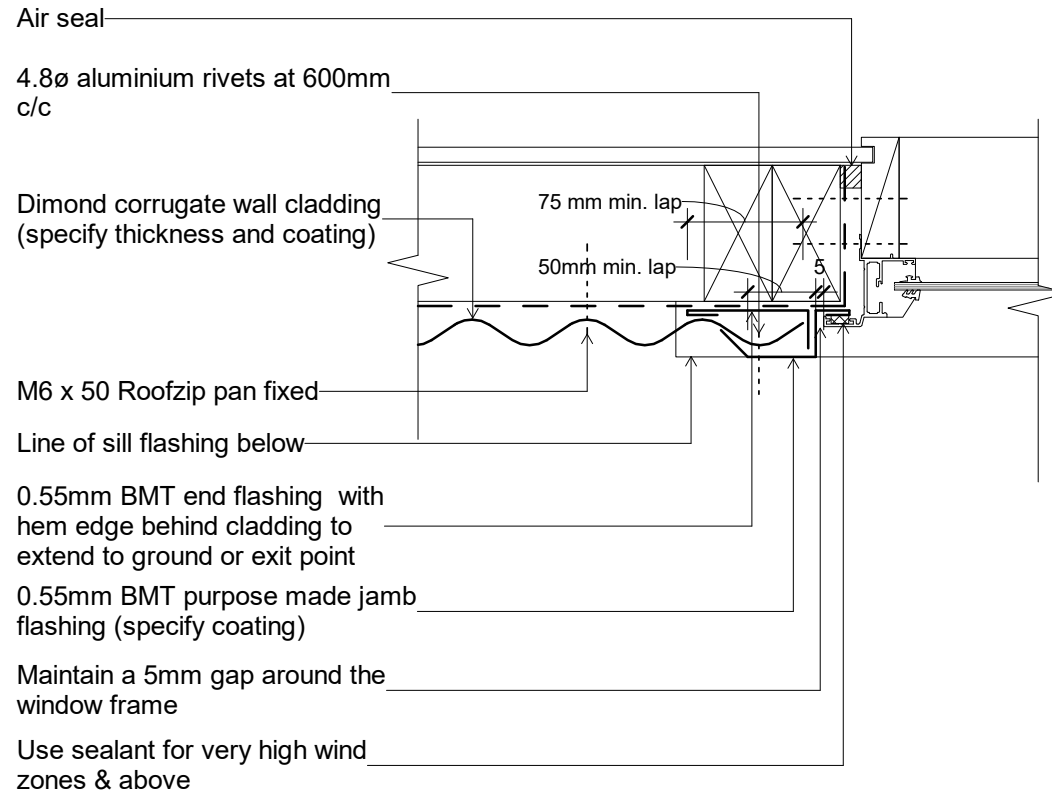 Air seal
4.8ø aluminium rivets at 600mm
c/c
Dimond corrugate wall cladding
(specify thickness and coating)
75 mm min. lap
50mm min. lap
5
M6 x 50 Roofzip pan fixed
Line of sill flashing below
0.55mm BMT end flashing with
hem edge behind cladding to
extend to ground or exit point
0.55mm BMT purpose made jamb
flashing (specify coating)
Maintain a 5mm gap around the
window frame
Use sealant for very high wind
zones & above